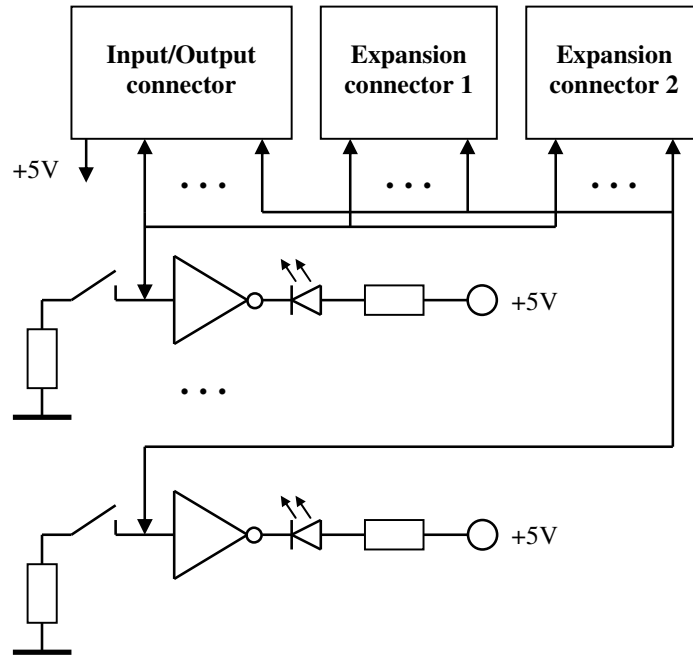 Input/Output
connector
Expansion
connector 1
Expansion
connector 2
+5V
. . .
. . .
. . .
+5V
. . .
+5V